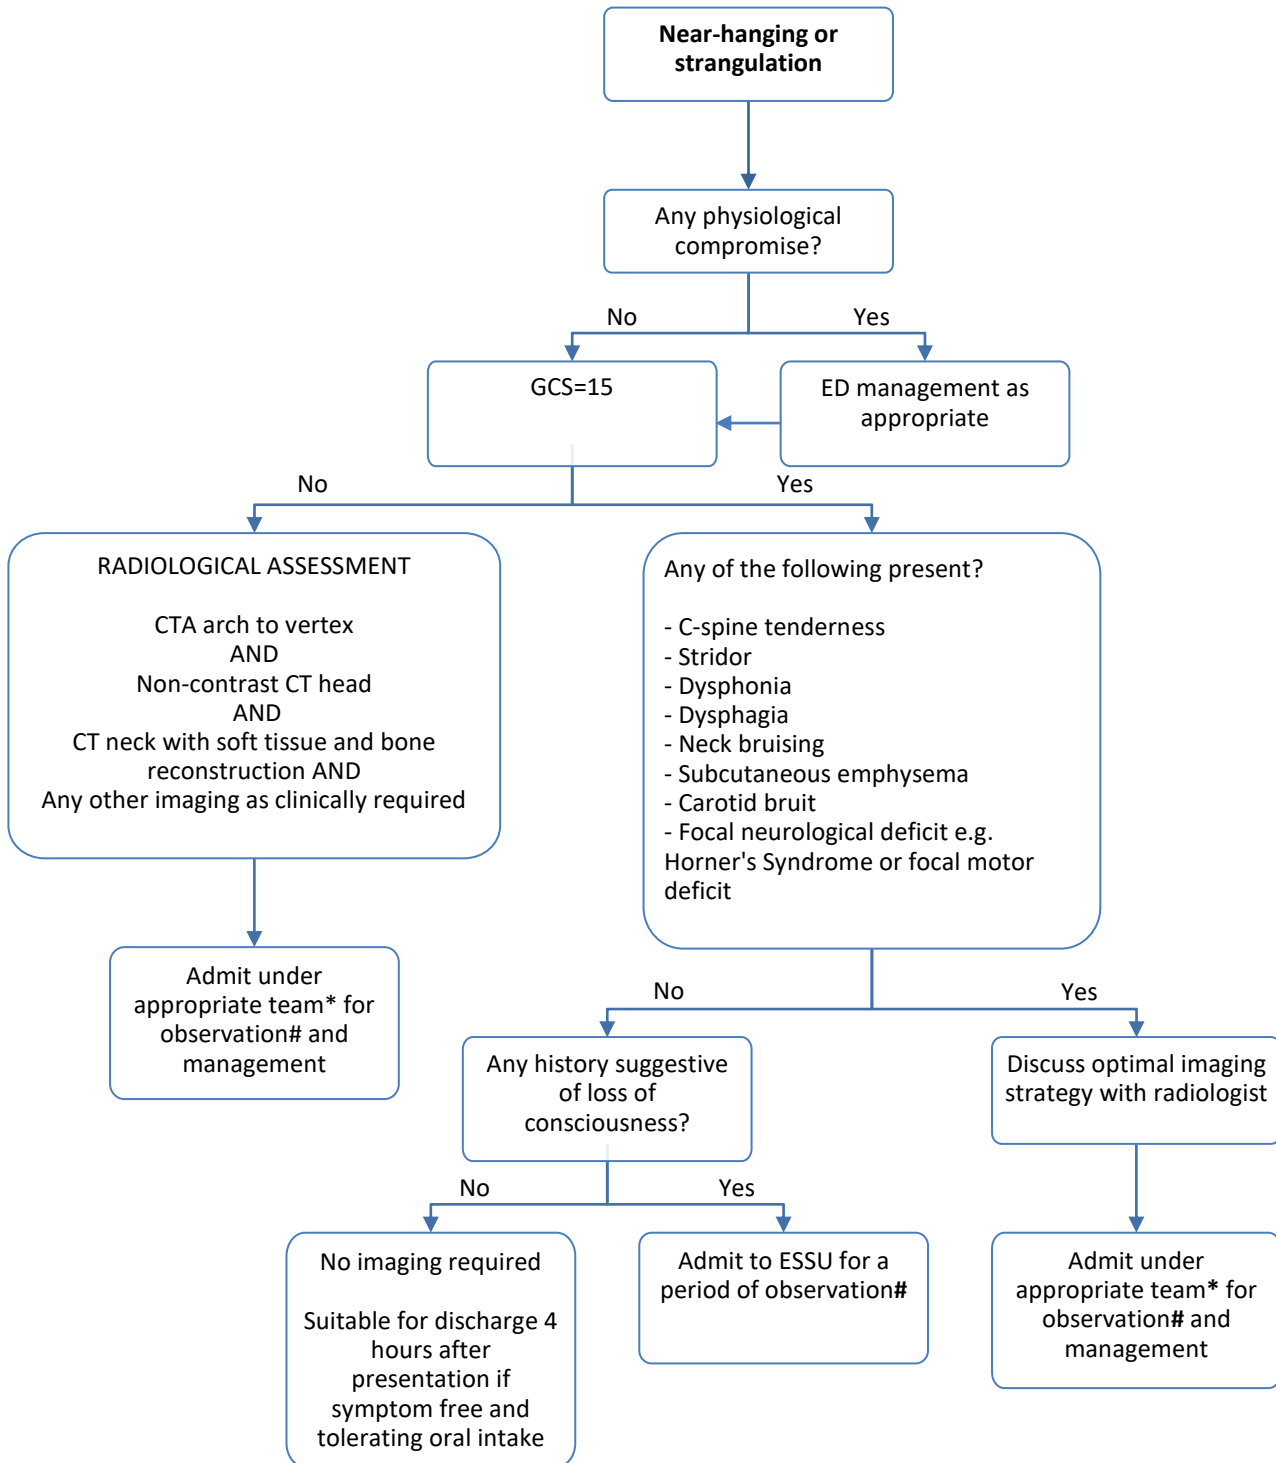 Near-hanging or
strangulation
Any physiological
compromise?
No
Yes
GCS=15
ED management as
appropriate
No
Yes
RADIOLOGICAL ASSESSMENT
CTA arch to vertex
AND
Non-contrast CT head
AND
CT neck with soft tissue and bone
reconstruction AND
Any other imaging as clinically required
Any of the following present?
- C-spine tenderness
- Stridor
- Dysphonia
- Dysphagia
- Neck bruising
- Subcutaneous emphysema
- Carotid bruit
- Focal neurological deficit e.g.
Horner's Syndrome or focal motor
deficit
Admit under
appropriate team* for
observation# and
management
No
Yes
Any history suggestive
of loss of
consciousness?
Discuss optimal imaging
strategy with radiologist
No
Yes
No imaging required
Suitable for discharge 4
hours after
presentation if
symptom free and
tolerating oral intake
Admit to ESSU for a
period of observation#
Admit under
appropriate team* for
observation# and
management